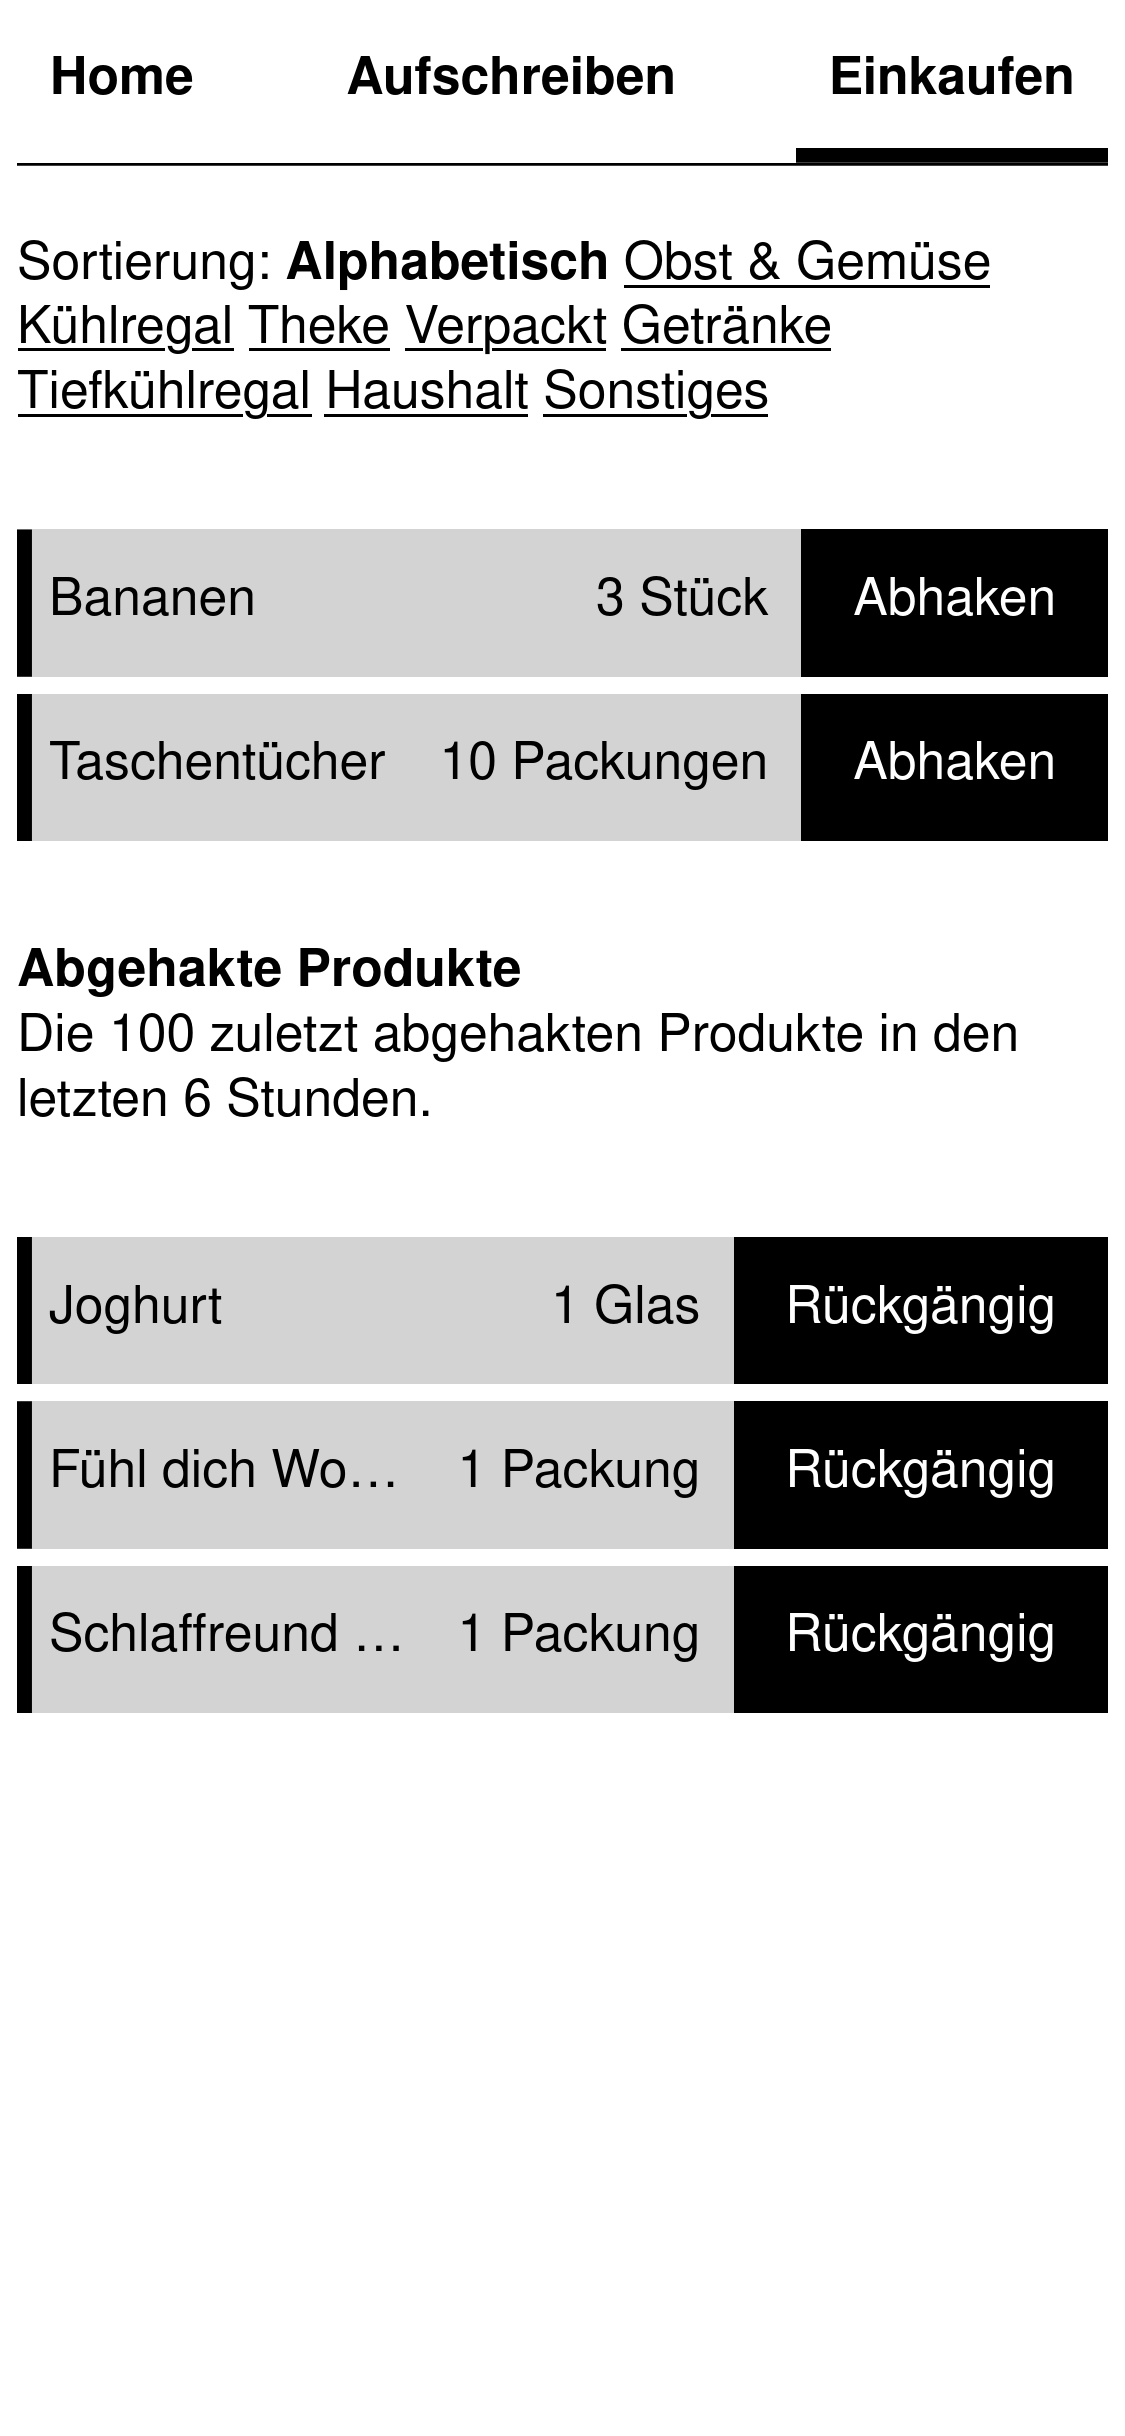 Home Aufschreiben Einkaufen
Sortierung: Alphabetisch Obst & Gemüse
Kühlregal Theke Verpackt Getränke
Tiefkühlregal Haushalt Sonstiges
Bananen 3 Stück Abhaken
Taschentücher 10 Packungen Abhaken
Abgehakte Produkte
Die 100 zuletzt abgehakten Produkte in den
letzten 6 Stunden.
Joghurt 1 Glas Rückgängig
Fühl dich Wo… 1 Packung Rückgängig
Schlaffreund … 1 Packung Rückgängig